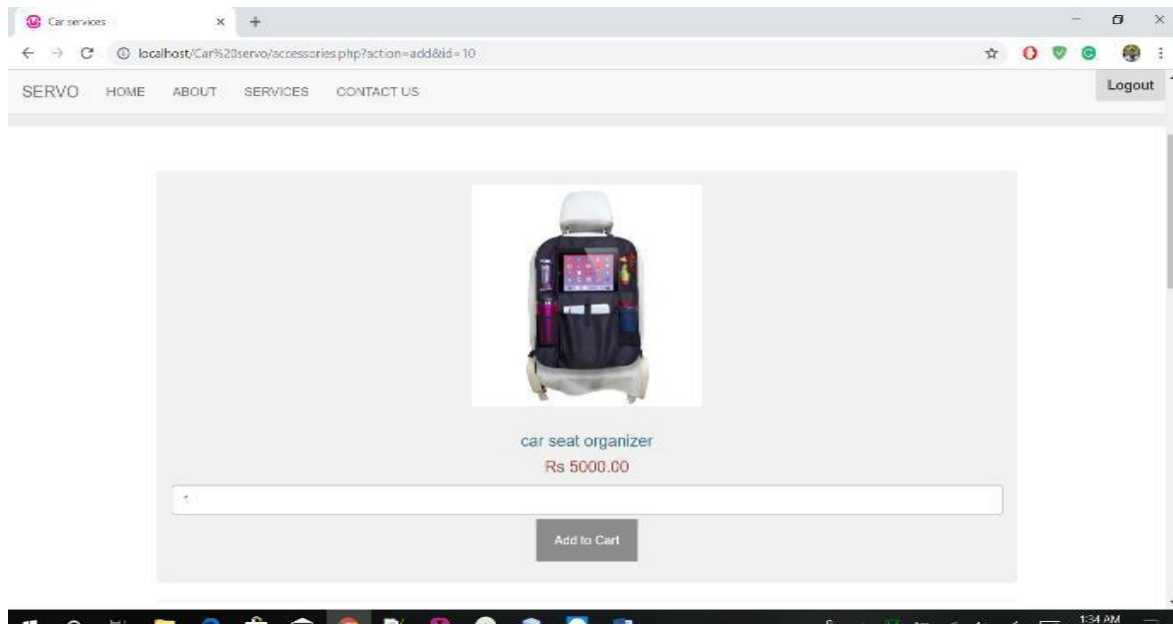 Car services
localhost/Car%20servo/accessories.php?action=add&id=10
SERVO HOME ABOUT SERVICES CONTACT US Logout
car seat organizer
Rs 5000.00
1
Add to Cart
1:34 AM